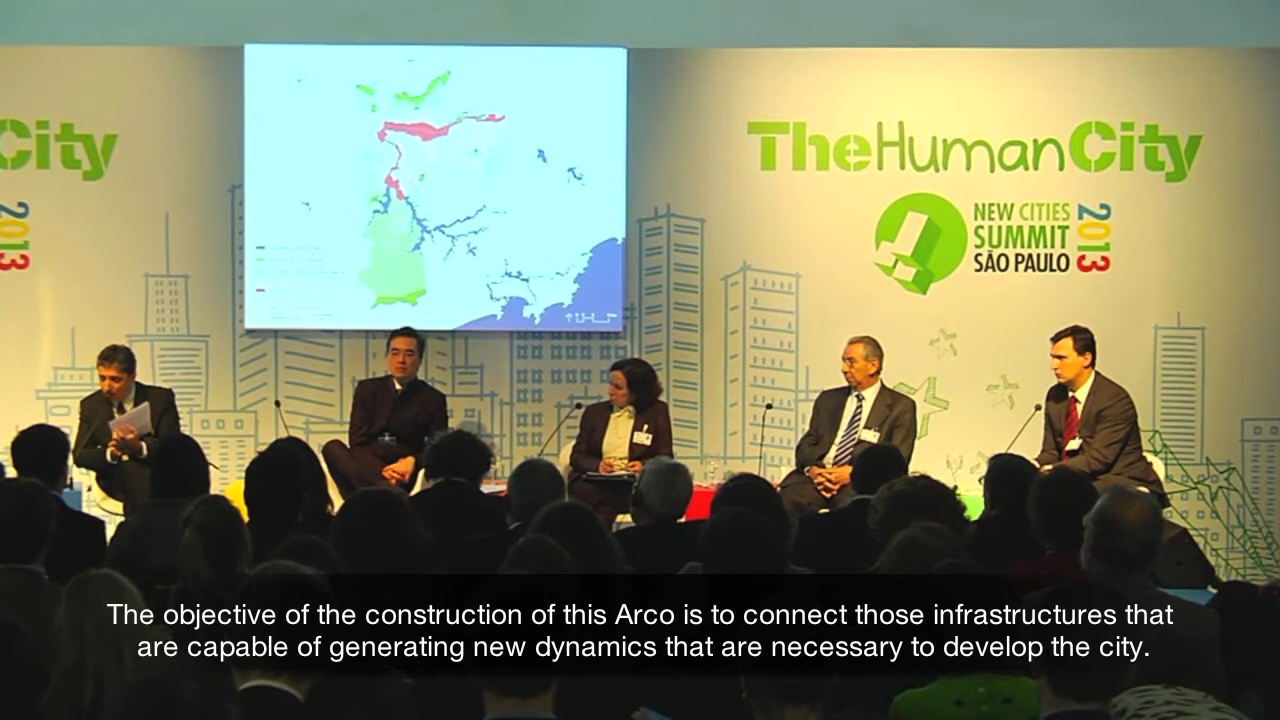 City
2013
TheHumanCity
NEW CITIES
SUMMIT
SÃO PAULO
2013
The objective of the construction of this Arco is to connect those infrastructures that
are capable of generating new dynamics that are necessary to develop the city.